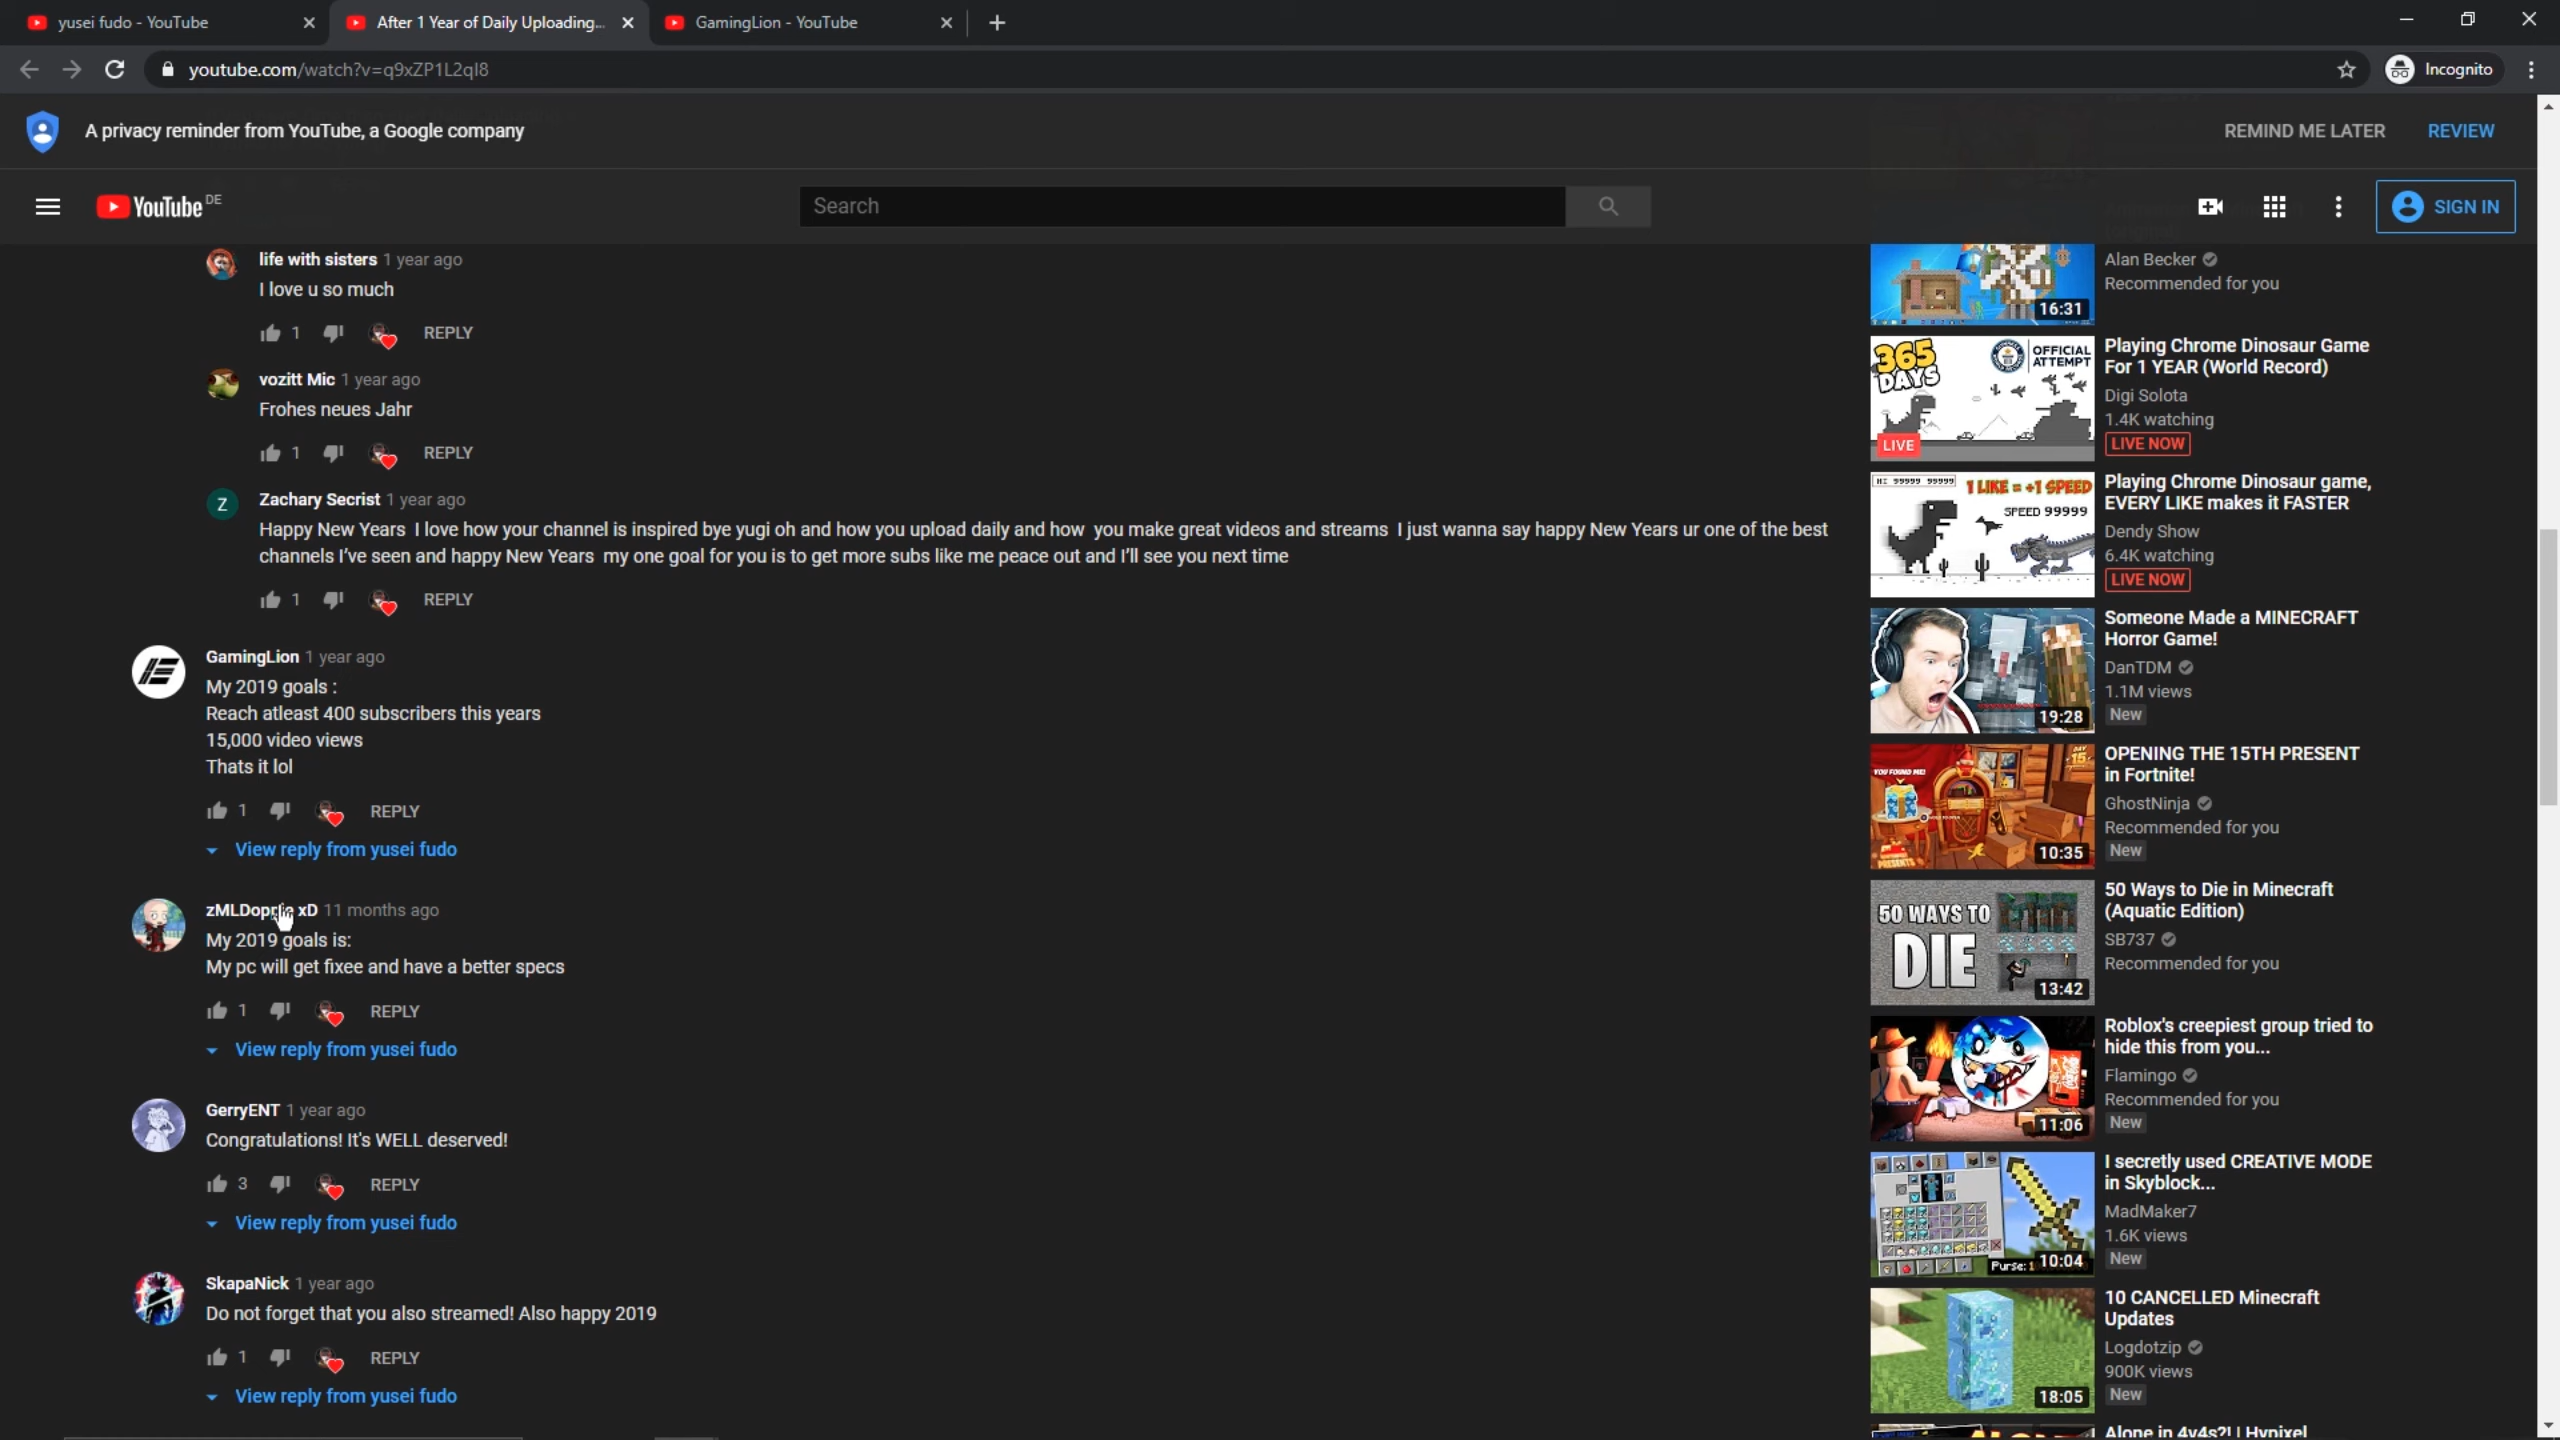 yusei fudo - YouTube
After 1 Year of Daily Uploading...
GamingLion - YouTube
youtube.com/watch?v=q9xZP1L2qI8
Incognito
A privacy reminder from YouTube, a Google company
REMIND ME LATER
REVIEW
YouTube DE
Search
SIGN IN
life with sisters 1 year ago
I love u so much
1 REPLY
vozitt Mic 1 year ago
Frohes neues Jahr
1 REPLY
Z
Zachary Secrist 1 year ago
Happy New Years I love how your channel is inspired bye yugi oh and how you upload daily and how you make great videos and streams I just wanna say happy New Years ur one of the best
channels I've seen and happy New Years my one goal for you is to get more subs like me peace out and I'll see you next time
1 REPLY
GamingLion 1 year ago
My 2019 goals :
Reach atleast 400 subscribers this years
15,000 video views
Thats it lol
1 REPLY
View reply from yusei fudo
xD 11 months ago
My 2019 goals is:
My pc will get fixee and have a better specs
1 REPLY
View reply from yusei fudo
GerryENT 1 year ago
Congratulations! It's WELL deserved!
3 REPLY
View reply from yusei fudo
SkapaNick 1 year ago
Do not forget that you also streamed! Also happy 2019
1 REPLY
View reply from yusei fudo
16:31
Alan Becker
Recommended for you
365
DAYS
OFFICIAL
ATTEMPT
LIVE
Playing Chrome Dinosaur Game
For 1 YEAR (World Record)
Digi Solota
1.4K watching
LIVE NOW
HI 99999 99999
1 LIKE = +1 SPEED
SPEED 99999
Playing Chrome Dinosaur game,
EVERY LIKE makes it FASTER
Dendy Show
6.4K watching
LIVE NOW
19:28
Someone Made a MINECRAFT
Horror Game!
DanTDM
1.1M views
New
YOU FOUND ME!
DAY
15
PRESENTS
10:35
OPENING THE 15TH PRESENT
in Fortnite!
GhostNinja
Recommended for you
New
50 WAYS TO
DIE
13:42
50 Ways to Die in Minecraft
(Aquatic Edition)
SB737
Recommended for you
11:06
Roblox's creepiest group tried to
hide this from you...
Flamingo
Recommended for you
New
Purse: 1
10:04
I secretly used CREATIVE MODE
in Skyblock...
MadMaker7
1.6K views
New
18:05
10 CANCELLED Minecraft
Updates
Logdotzip
900K views
New
Alone in 4v4s?! | Hypixel